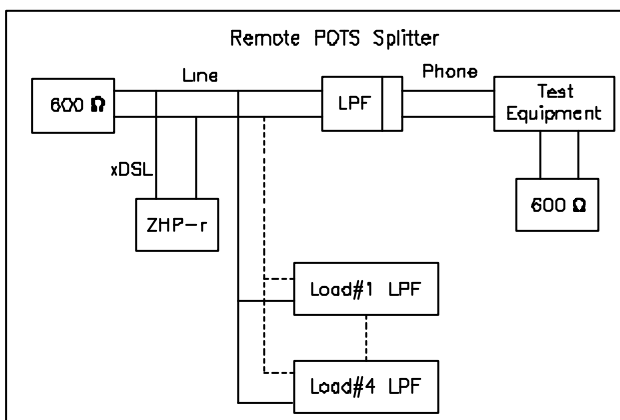 Remote POTS Splitter
Line
Phone
600 Ω
LPF
Test
Equipment
xDSL
ZHP-r
600 Ω
Load#1 LPF
Load#4 LPF